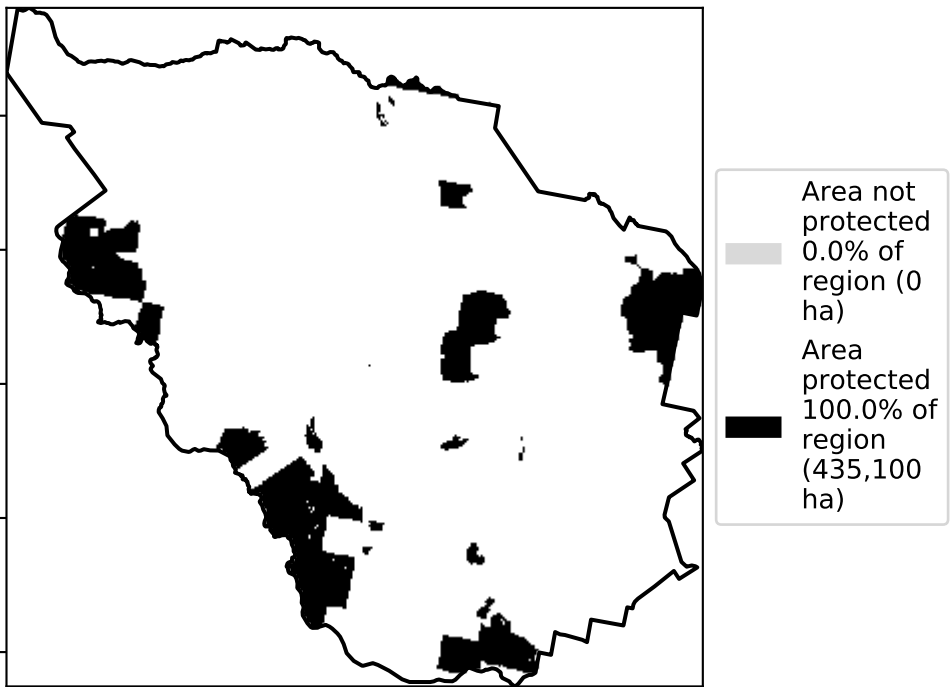 Area not
protected
0.0% of
region (0
ha)
Area
protected
100.0% of
region
(435,100
ha)